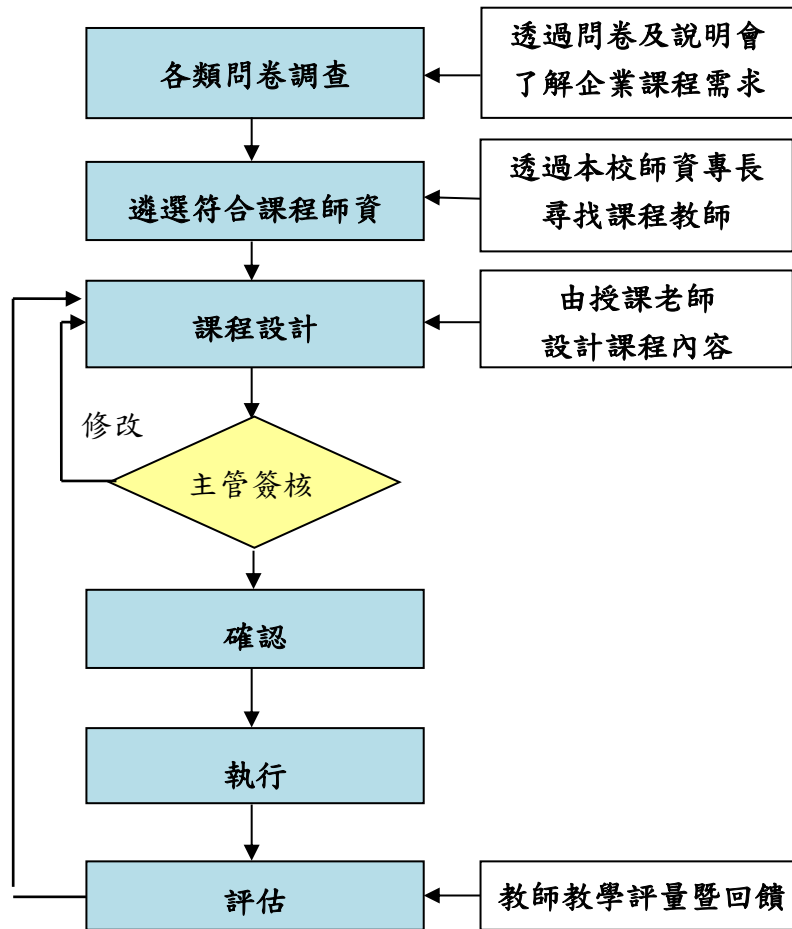 各類問卷調查
透過問卷及說明會
了解企業課程需求
遴選符合課程師資
透過本校師資專長
尋找課程教師
課程設計
由授課老師
設計課程內容
修改
主管簽核
確認
執行
評估
教師教學評量暨回饋